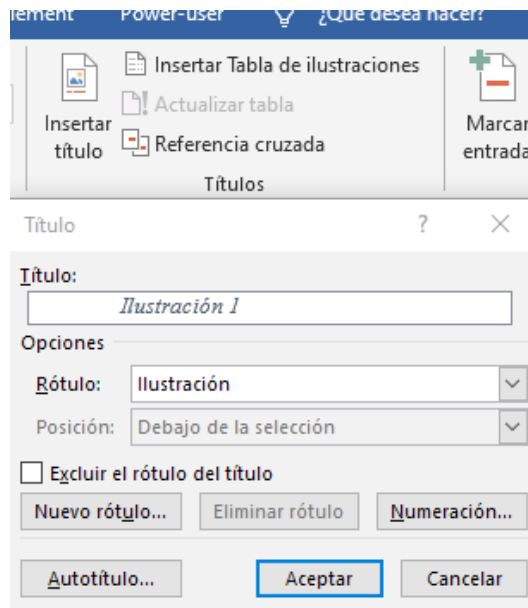 element Power-user ¿Qué desea hacer?
Insertar título
Insertar Tabla de ilustraciones
Actualizar tabla
Referencia cruzada
Títulos
Marcar entrada
Título ? ×
Título:
Ilustración 1
Opciones
Rótulo: Ilustración
Posición: Debajo de la selección
Excluir el rótulo del título
Nuevo rótulo... Eliminar rótulo Numeración...
Autotítulo... Aceptar Cancelar